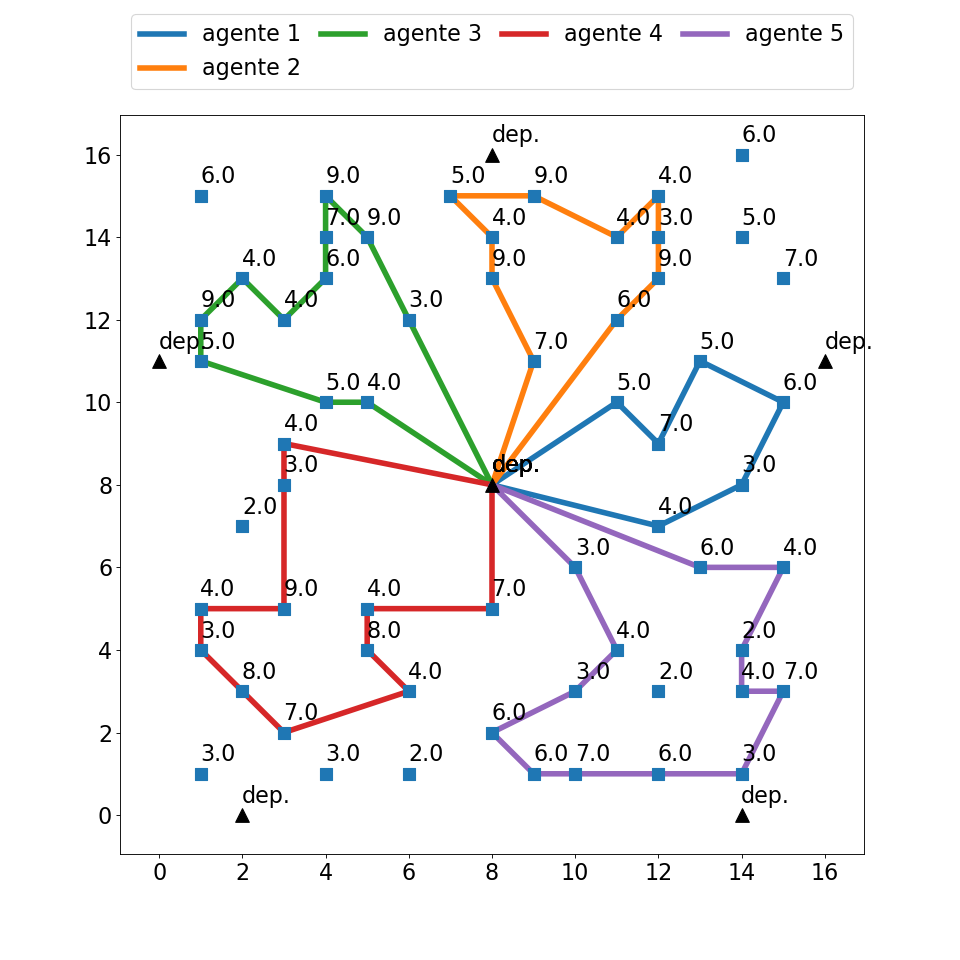 agente 1 agente 3 agente 4 agente 5
agente 2
dep. 6.0
16
6.0 9.0 5.0 9.0 4.0
7.0 9.0 4.0 4.0 3.0 5.0
14
4.0 6.0 9.0 9.0 7.0
9.0 4.0 3.0 6.0
12
dep. 5.0 7.0 5.0 dep.
5.0 4.0 5.0 6.0
10
4.0 7.0
3.0 dep. 3.0
8
2.0 4.0
3.0 6.0 4.0
6
4.0 9.0 4.0 7.0
3.0 8.0 4.0 2.0
4
8.0 4.0 3.0 2.0 4.0 7.0
7.0 6.0
2
3.0 3.0 2.0 6.0 7.0 6.0 3.0
dep. dep.
0
0 2 4 6 8 10 12 14 16